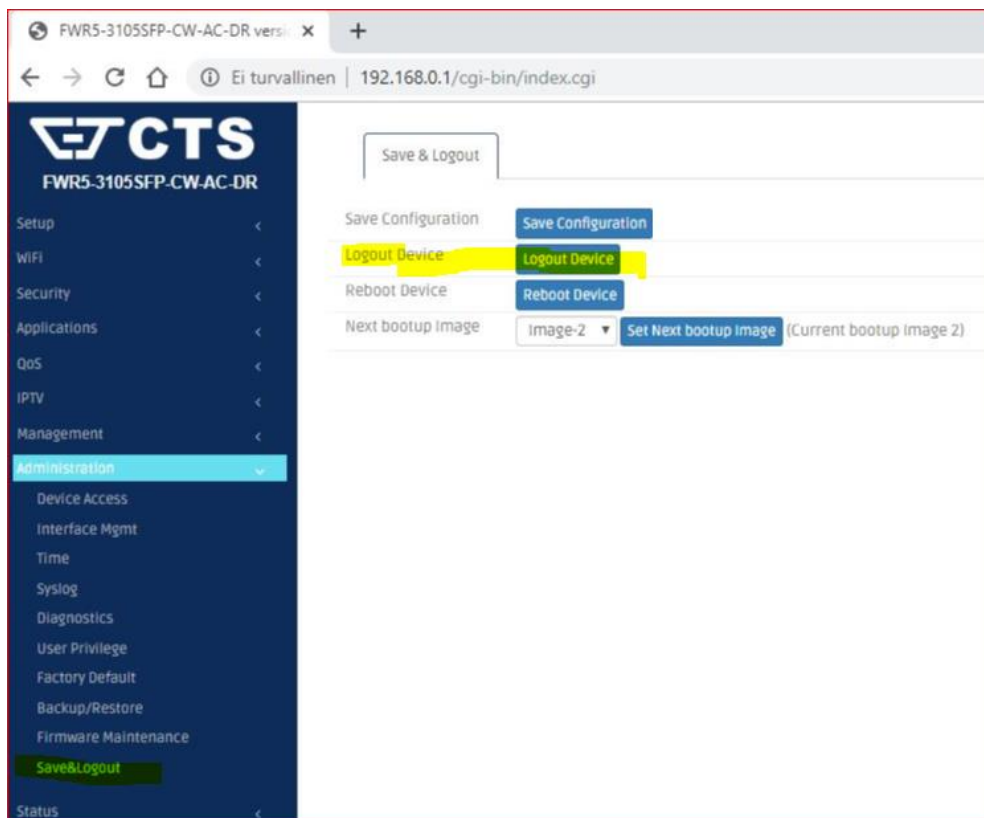 FWR5-3105SFP-CW-AC-DR versi
Ei turvallinen | 192.168.0.1/cgi-bin/index.cgi
CTS
FWR5-3105SFP-CW-AC-DR
Setup
WiFi
Security
Applications
QoS
IPTV
Management
Administration
Device Access
Interface Mgmt
Time
Syslog
Diagnostics
User Privilege
Factory Default
Backup/Restore
Firmware Maintenance
Save&Logout
Status
Save & Logout
Save Configuration Save Configuration
Logout Device Logout Device
Reboot Device Reboot Device
Next bootup Image Image-2 Set Next bootup Image (Current bootup Image 2)